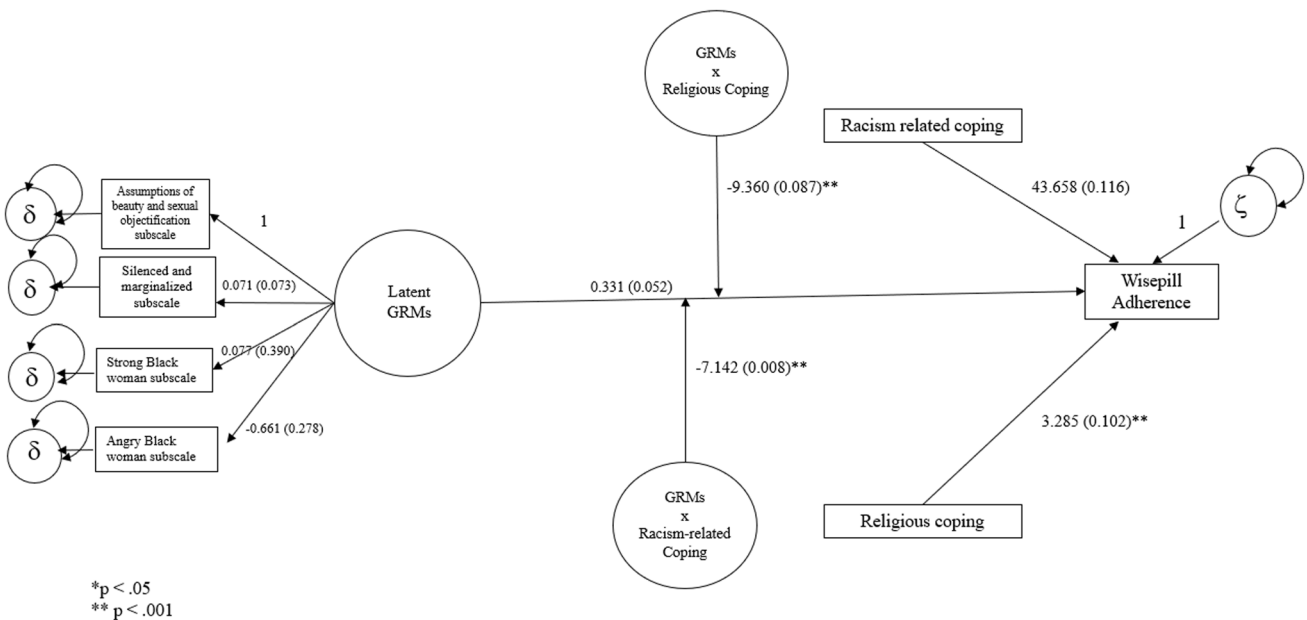 GRMs
x
Religious Coping
Racism related coping
-9.360 (0.087)**
43.658 (0.116)
δ
Assumptions of
beauty and sexual
objectification
subscale
1
ζ
1
δ
Silenced and
marginalized
subscale
0.071 (0.073)
Latent
GRMs
0.331 (0.052)
Wisepill
Adherence
δ
Strong Black
woman subscale
0.077 (0.390)
-7.142 (0.008)**
δ
Angry Black
woman subscale
-0.661 (0.278)
3.285 (0.102)**
GRMs
x
Racism-related
Coping
Religious coping
*p < .05
** p < .001